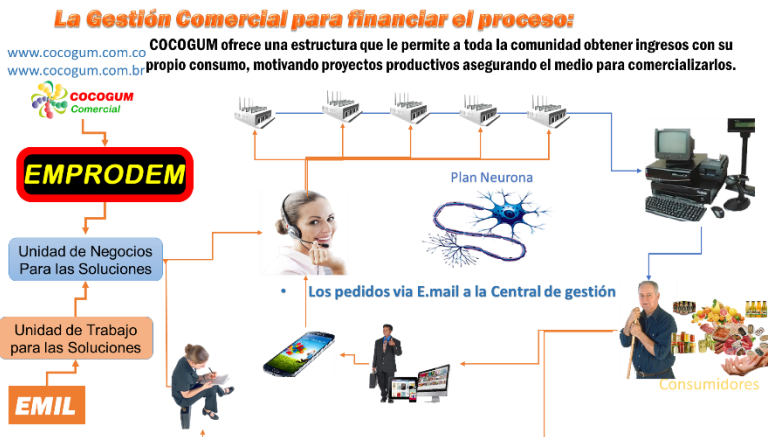 La Gestión Comercial para financiar el proceso:
www.cocogum.com.co
www.cocogum.com.br
COCOGUM ofrece una estructura que le permite a toda la comunidad obtener ingresos con su
propio consumo, motivando proyectos productivos asegurando el medio para comercializarlos.
COCOGUM
Comercial
EMPRODEM
Plan Neurona
Unidad de Negocios
Para las Soluciones
• Los pedidos via E.mail a la Central de gestión
Unidad de Trabajo
para las Soluciones
Consumidores
EMIL